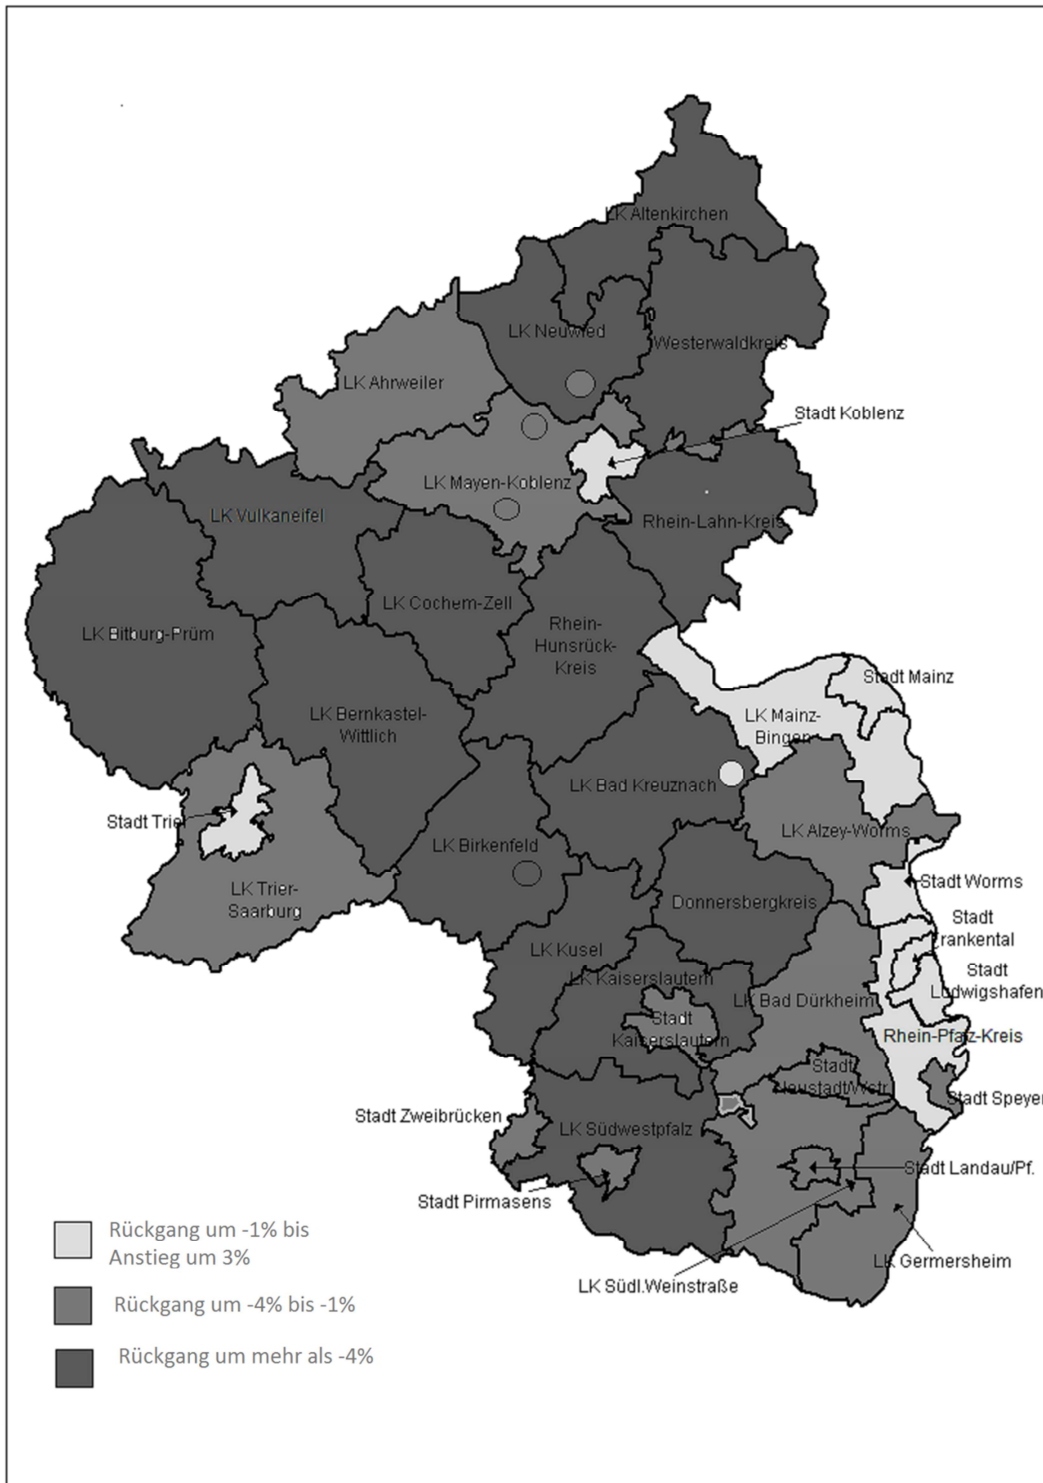 LK Altenkirchen
LK Neuwied
Westerwaldkreis
LK Ahrweiler
Stadt Koblenz
LK Mayen-Koblenz
LK Vulkaneifel
Rhein-Lahn-Kreis
LK Cochem-Zell
LK Bitburg-Prüm
Rhein-
Hunsrück-
Kreis
Stadt Mainz
LK Bernkastel-
Wittlich
LK Mainz-
Bingen
LK Bad Kreuznach
Stadt Trier
LK Alzey-Worms
LK Birkenfeld
LK Trier-
Saarburg
Stadt Worms
Donnersbergkreis
Stadt
Frankental
LK Kusel
LK Kaiserslautern
Stadt
Ludwigshafen
LK Bad Dürkheim
Stadt
Kaiserslautern
Rhein-Pfalz-Kreis
Stadt
Neustadt/Wstr.
Stadt Speyer
Stadt Zweibrücken
LK Südwestpfalz
Stadt Landau/Pf.
Stadt Pirmasens
LK Germersheim
LK Südl.Weinstraße
Rückgang um -1% bis
Anstieg um 3%
Rückgang um -4% bis -1%
Rückgang um mehr als -4%